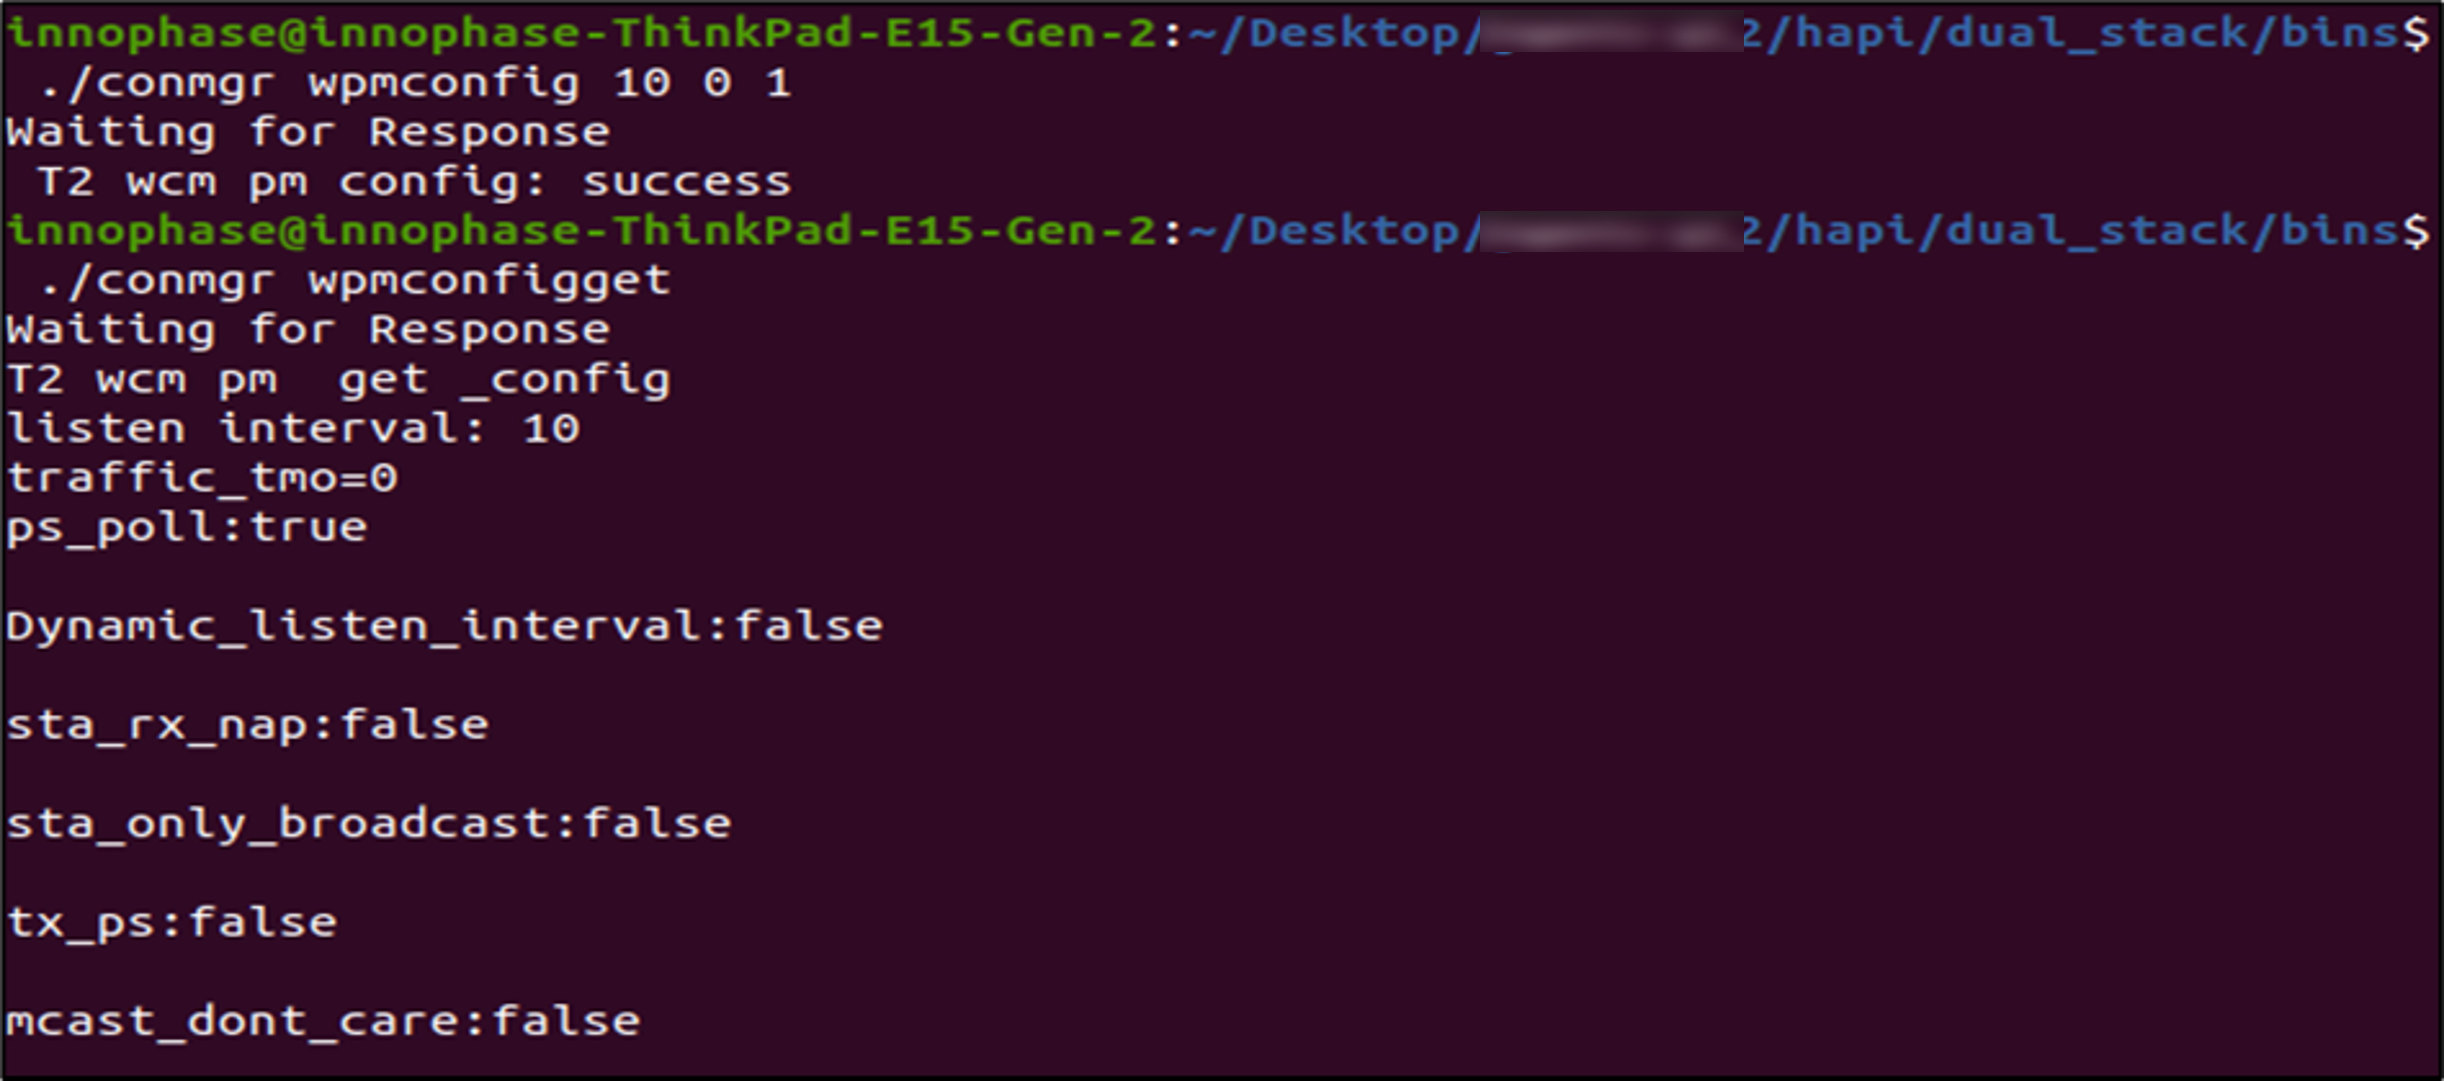 innophase@innophase-ThinkPad-E15-Gen-2:~/Desktop/ 2/hapi/dual_stack/bins$
./conmgr wpmconfig 10 0 1
Waiting for Response
T2 wcm pm config: success
innophase@innophase-ThinkPad-E15-Gen-2:~/Desktop/ 2/hapi/dual_stack/bins$
./conmgr wpmconfigget
Waiting for Response
T2 wcm pm  get _config
listen interval: 10
traffic_tmo=0
ps_poll:true
Dynamic_listen_interval:false
sta_rx_nap:false
sta_only_broadcast:false
tx_ps:false
mcast_dont_care:false